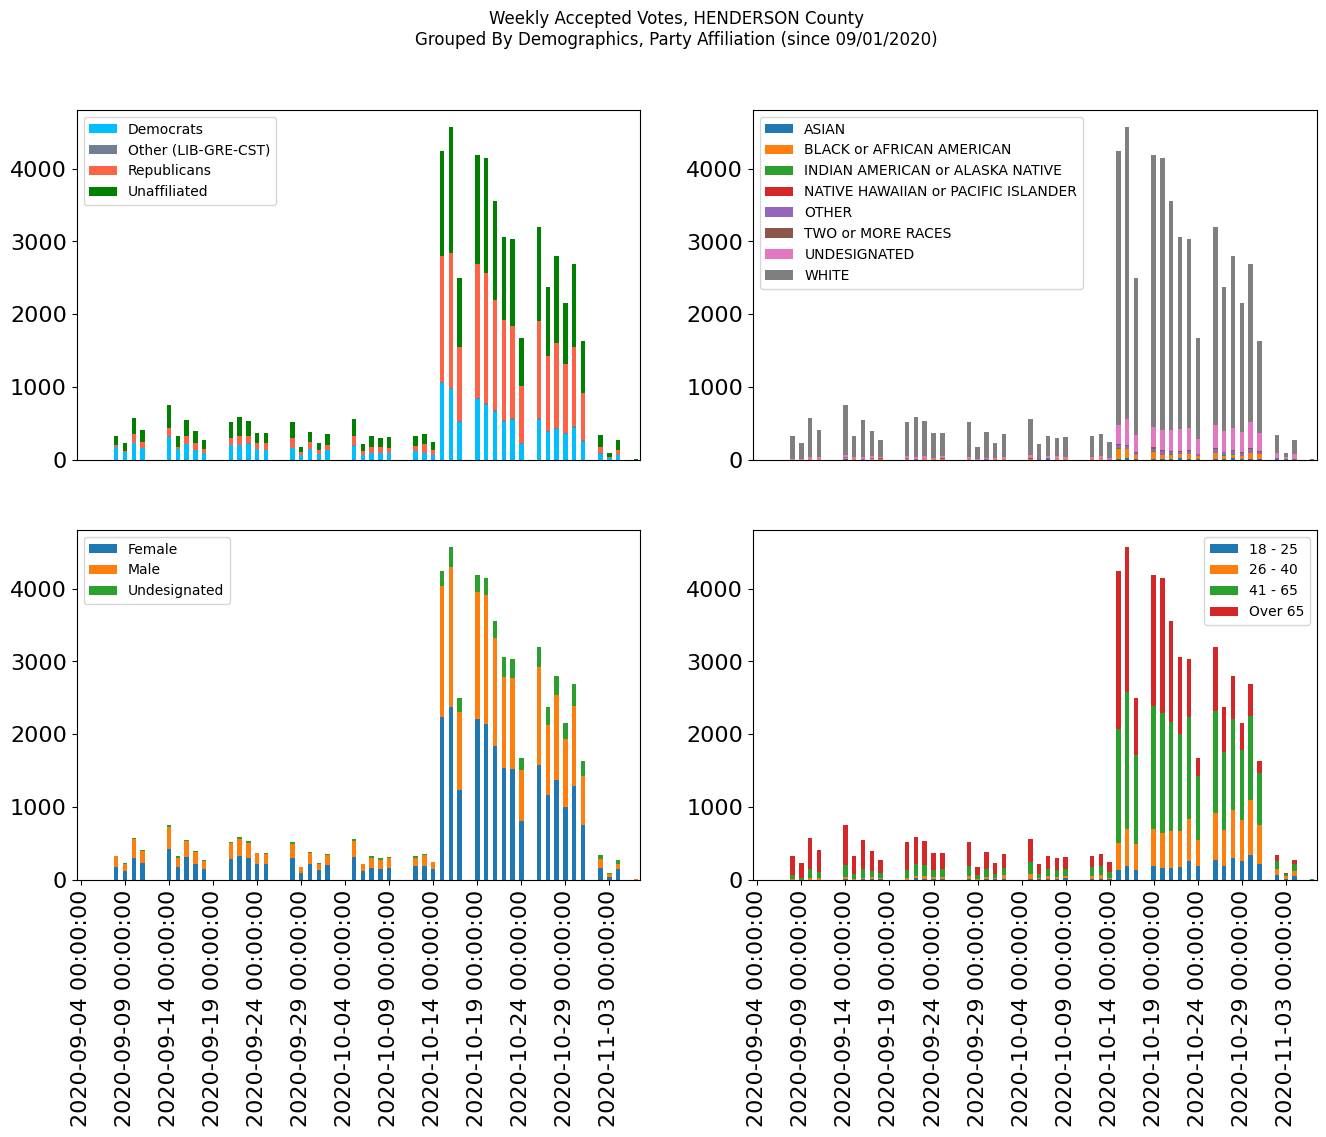 Weekly Accepted Votes, HENDERSON County
Grouped By Demographics, Party Affiliation (since 09/01/2020)
Democrats
Other (LIB-GRE-CST)
Republicans
Unaffiliated
4000
3000
2000
1000
0
ASIAN
BLACK or AFRICAN AMERICAN
INDIAN AMERICAN or ALASKA NATIVE
NATIVE HAWAIIAN or PACIFIC ISLANDER
OTHER
TWO or MORE RACES
UNDESIGNATED
WHITE
4000
3000
2000
1000
0
Female
Male
Undesignated
4000
3000
2000
1000
0
2020-09-04 00:00:00
2020-09-09 00:00:00
2020-09-14 00:00:00
2020-09-19 00:00:00
2020-09-24 00:00:00
2020-09-29 00:00:00
2020-10-04 00:00:00
2020-10-09 00:00:00
2020-10-14 00:00:00
2020-10-19 00:00:00
2020-10-24 00:00:00
2020-10-29 00:00:00
2020-11-03 00:00:00
18 - 25
26 - 40
41 - 65
Over 65
4000
3000
2000
1000
0
2020-09-04 00:00:00
2020-09-09 00:00:00
2020-09-14 00:00:00
2020-09-19 00:00:00
2020-09-24 00:00:00
2020-09-29 00:00:00
2020-10-04 00:00:00
2020-10-09 00:00:00
2020-10-14 00:00:00
2020-10-19 00:00:00
2020-10-24 00:00:00
2020-10-29 00:00:00
2020-11-03 00:00:00